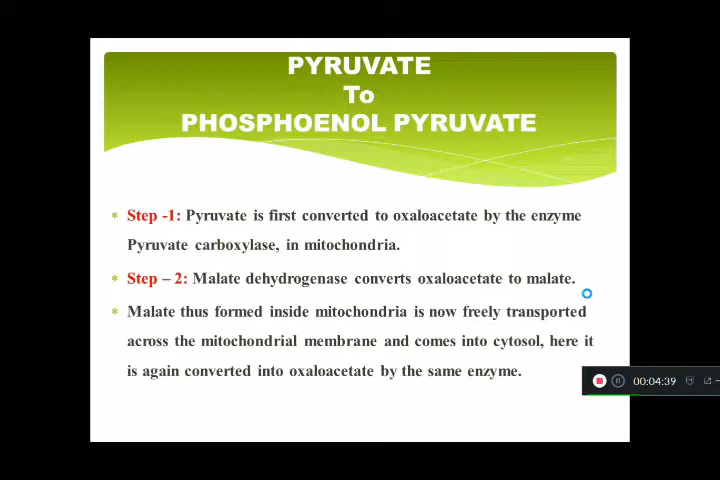 PYRUVATE
To
PHOSPHOENOL PYRUVATE
* Step -1: Pyruvate is first converted to oxaloacetate by the enzyme
Pyruvate carboxylase, in mitochondria.
* Step – 2: Malate dehydrogenase converts oxaloacetate to malate.
* Malate thus formed inside mitochondria is now freely transported
across the mitochondrial membrane and comes into cytosol, here it
is again converted into oxaloacetate by the same enzyme.
00:04:39